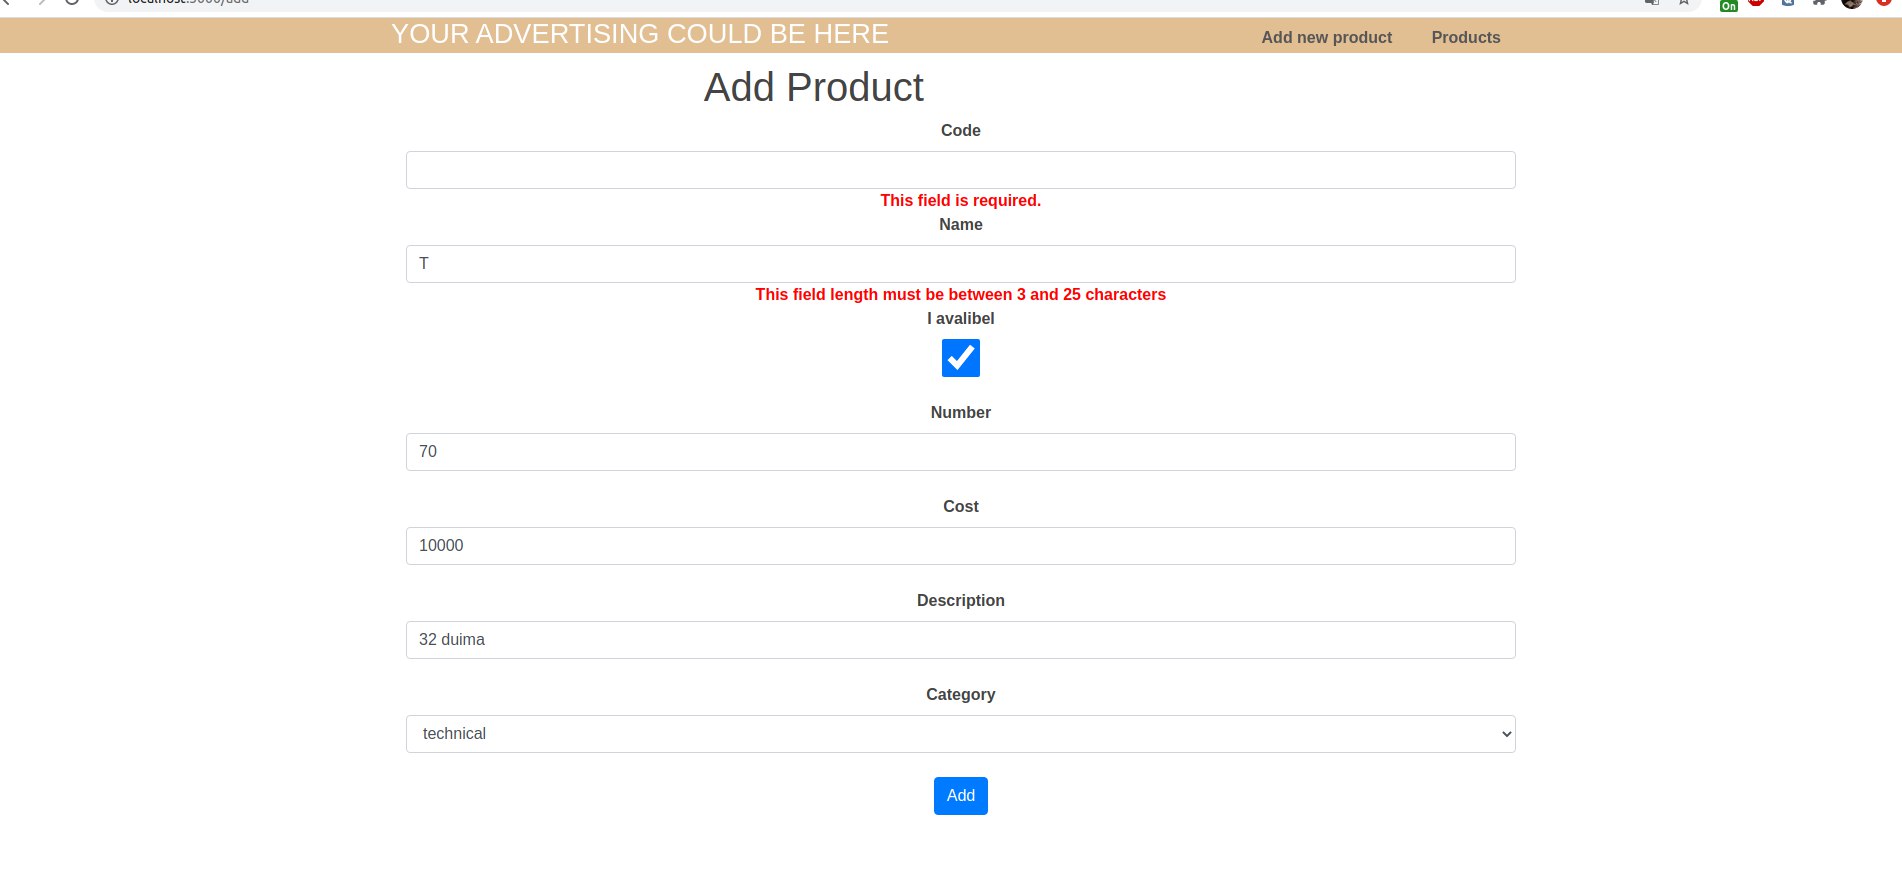 YOUR ADVERTISING COULD BE HERE
Add new product
Products
Add Product
Code
This field is required.
Name
T
This field length must be between 3 and 25 characters
I avalibel
Number
70
Cost
10000
Description
32 duima
Category
technical
Add
On